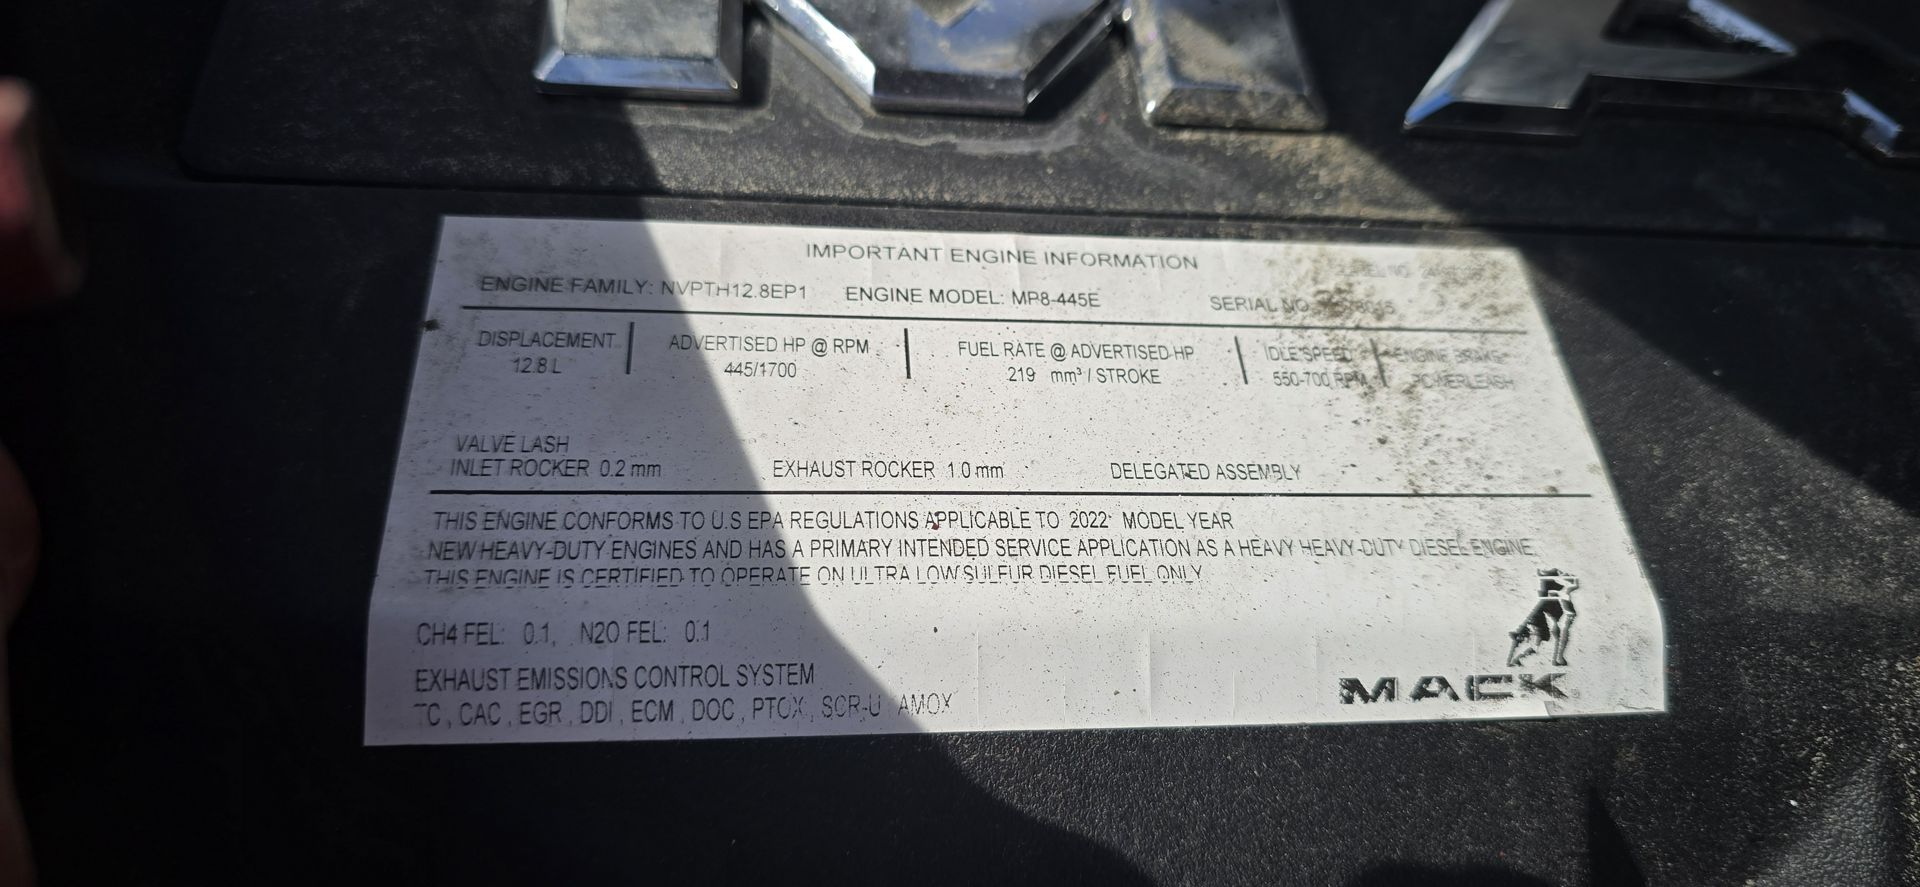 MA
IMPORTANT ENGINE INFORMATION
LABEL NO.
ENGINE FAMILY: NVPTH12.8EP1 ENGINE MODEL: MP8-445E SERIAL NO
DISPLACEMENT ADVERTISED HP @ RPM FUEL RATE @ ADVERTISED HP IDLE SPEED ENGINE BRAKE
12.8 L 445/1700 219 mm³ / STROKE 550-700 RPM POWERLEASH
VALVE LASH
INLET ROCKER 0.2 mm EXHAUST ROCKER 1.0 mm DELEGATED ASSEMBLY
THIS ENGINE CONFORMS TO U.S EPA REGULATIONS APPLICABLE TO 2022 MODEL YEAR
NEW HEAVY-DUTY ENGINES AND HAS A PRIMARY INTENDED SERVICE APPLICATION AS A HEAVY HEAVY-DUTY DIESEL ENGINE
THIS ENGINE IS CERTIFIED TO OPERATE ON ULTRA LOW SULFUR DIESEL FUEL ONLY
CH4 FEL: 0.1, N2O FEL: 0.1
EXHAUST EMISSIONS CONTROL SYSTEM
TC, CAC, EGR, DDI, ECM, DOC, PTOX, SCR-U, AMOX
MACK